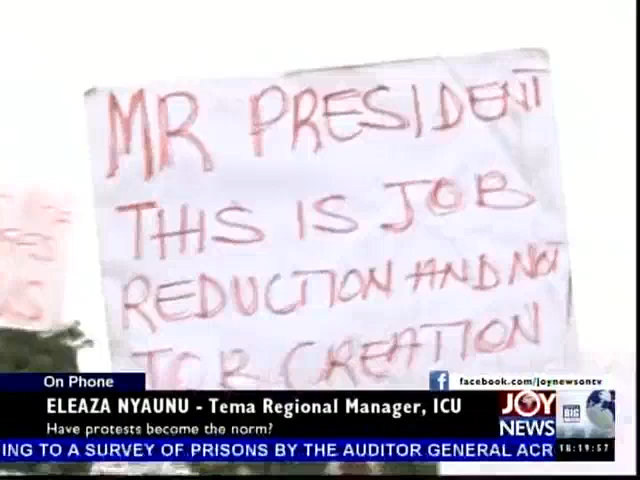 MR PRESIDENT
THIS IS JOB
REDUCTION AND NOT
JOB CREATION
On Phone
facebook.com/joynewsontv
ELEAZA NYAUNU - Tema Regional Manager, ICU
Have protests become the norm?
JOY
NEWS
ING TO A SURVEY OF PRISONS BY THE AUDITOR GENERAL ACR
16:19:57